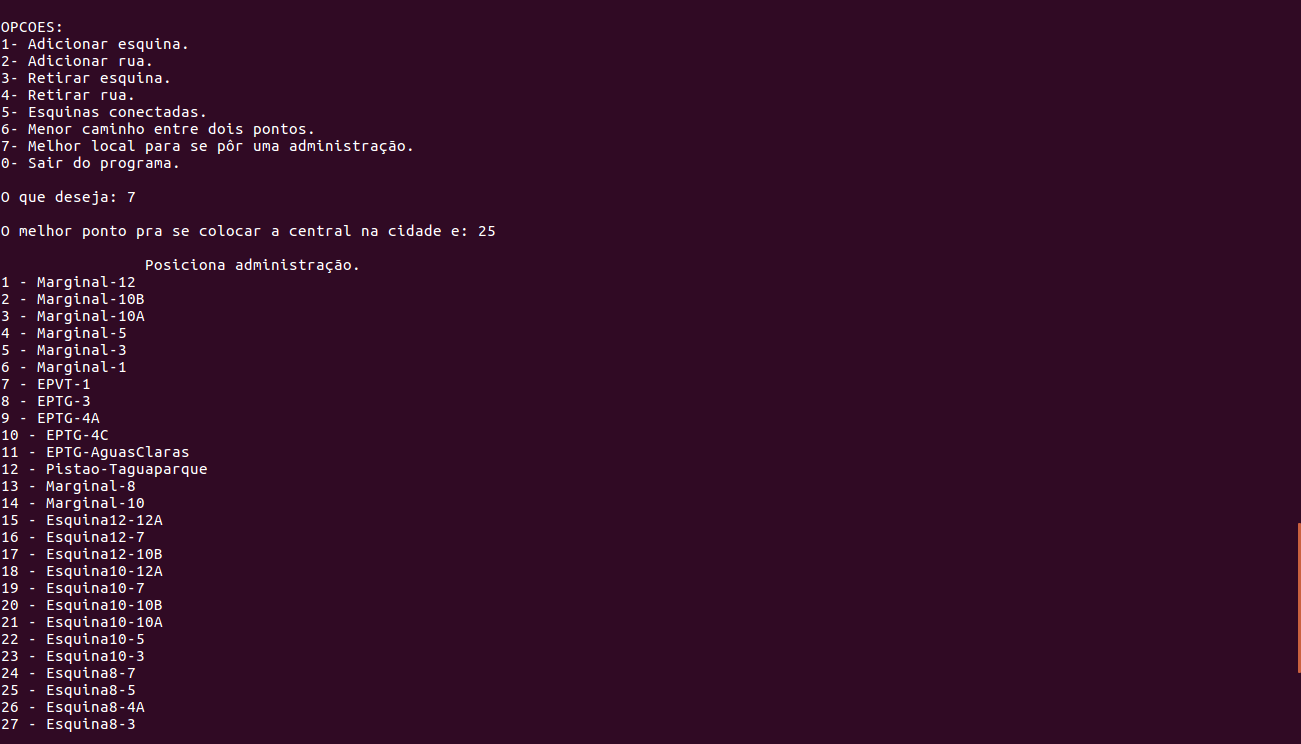 OPCOES:
1- Adicionar esquina.
2- Adicionar rua.
3- Retirar esquina.
4- Retirar rua.
5- Esquinas conectadas.
6- Menor caminho entre dois pontos.
7- Melhor local para se pôr uma administração.
0- Sair do programa.
O que deseja: 7
O melhor ponto pra se colocar a central na cidade e: 25
Posiciona administração.
1 - Marginal-12
2 - Marginal-10B
3 - Marginal-10A
4 - Marginal-5
5 - Marginal-3
6 - Marginal-1
7 - EPVT-1
8 - EPTG-3
9 - EPTG-4A
10 - EPTG-4C
11 - EPTG-AguasClaras
12 - Pistao-Taguaparque
13 - Marginal-8
14 - Marginal-10
15 - Esquina12-12A
16 - Esquina12-7
17 - Esquina12-10B
18 - Esquina10-12A
19 - Esquina10-7
20 - Esquina10-10B
21 - Esquina10-10A
22 - Esquina10-5
23 - Esquina10-3
24 - Esquina8-7
25 - Esquina8-5
26 - Esquina8-4A
27 - Esquina8-3